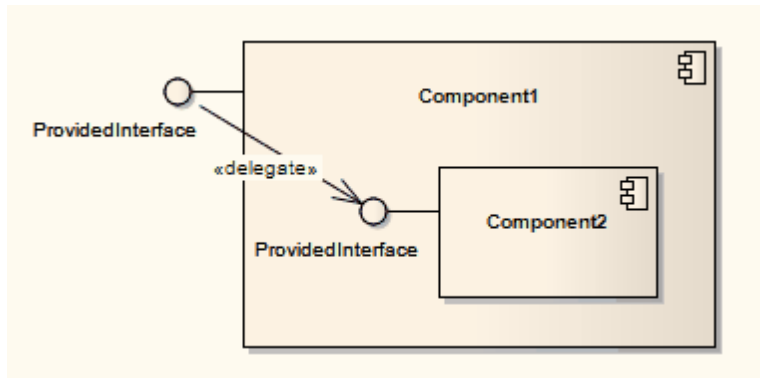 Component1
ProvidedInterface
«delegate»
Component2
ProvidedInterface